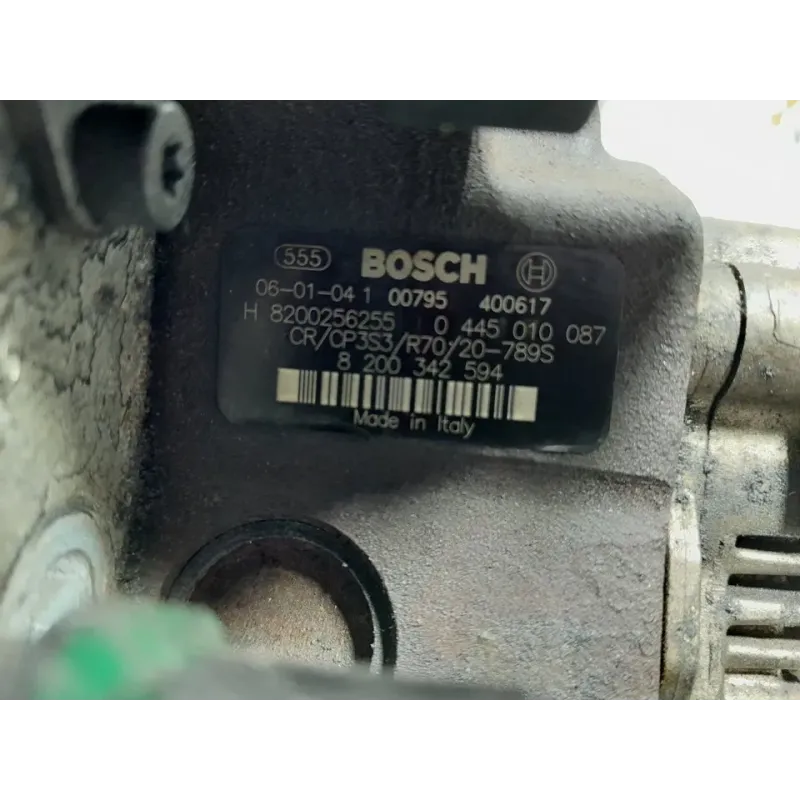 555 BOSCH
06-01-04 1 00795 400617
H 8200256255 0 445 010 087
CR/CP3S3/R70/20-789S
8 200 342 594
Made in Italy